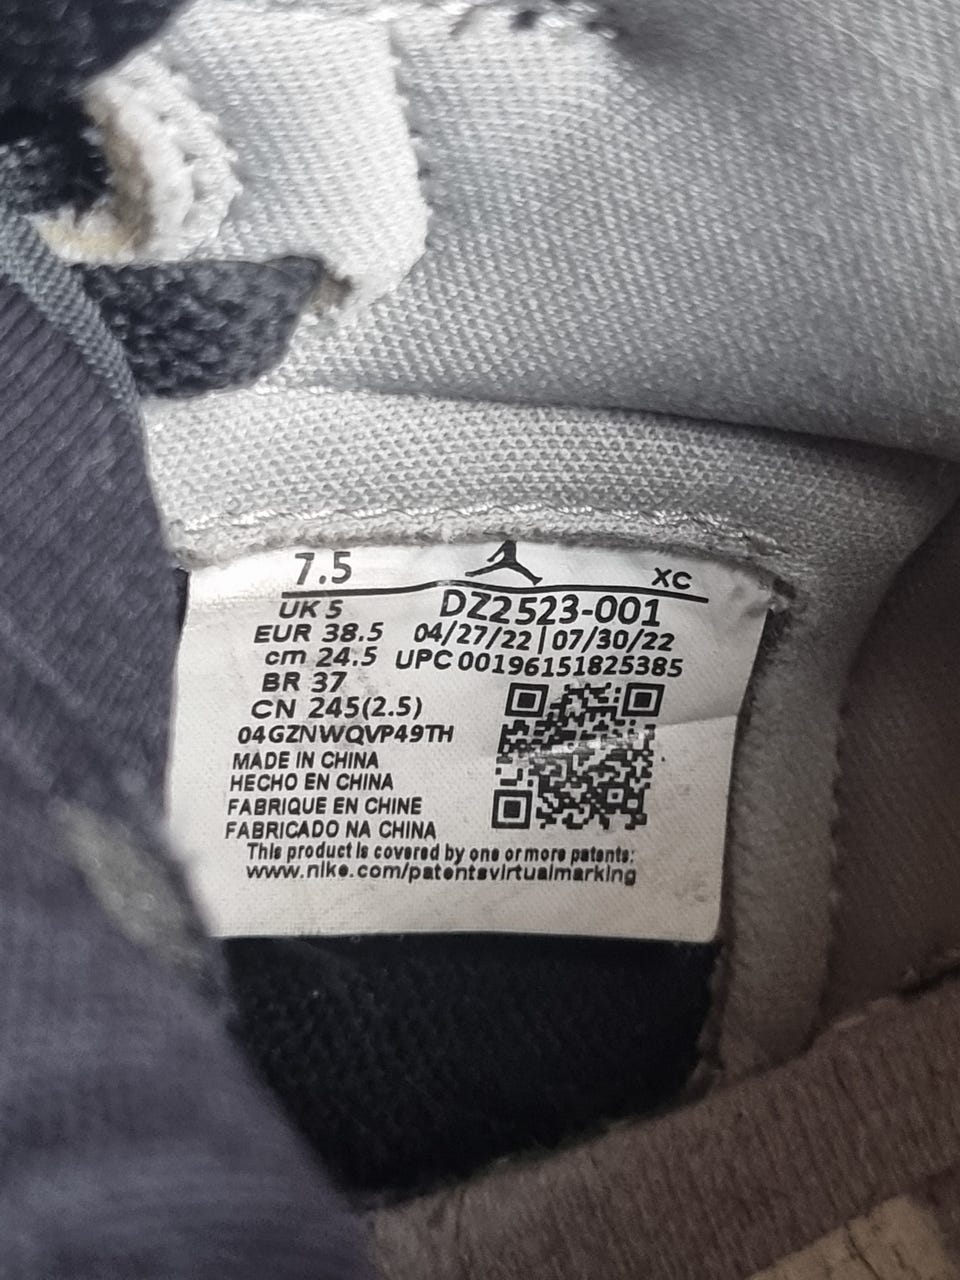 7.5 XC
UK 5 DZ2523-001
EUR 38.5 04/27/22 | 07/30/22
cm 24.5 UPC 00196151825385
BR 37
CN 245(2.5)
04GZNWQVP49TH
MADE IN CHINA
HECHO EN CHINA
FABRIQUE EN CHINE
FABRICADO NA CHINA
This product is covered by one or more patents:
www.nike.com/patentsvirtualmarking